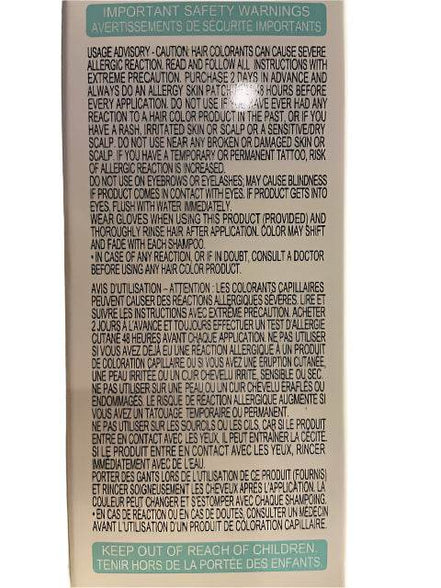 IMPORTANT SAFETY WARNINGS
AVERTISSEMENTS DE SÉCURITÉ IMPORTANTS
USAGE ADVISORY - CAUTION: HAIR COLORANTS CAN CAUSE SEVERE
ALLERGIC REACTION. READ AND FOLLOW ALL INSTRUCTIONS WITH
EXTREME PRECAUTION. PURCHASE 2 DAYS IN ADVANCE AND
ALWAYS DO AN ALLERGY SKIN PATCH HOURS BEFORE
EVERY APPLICATION. DO NOT USE IF HAVE EVER HAD ANY
REACTION TO A HAIR COLOR PRODUCT IN THE PAST, OR IF YOU
HAVE A RASH, IRRITATED SKIN OR SCALP OR A SENSITIVE/DRY
SCALP. DO NOT USE NEAR ANY BROKEN OR DAMAGED SKIN OR
SCALP. IF YOU HAVE A TEMPORARY OR PERMANENT TATTOO, RISK
OF ALLERGIC REACTION IS INCREASED.
DO NOT USE ON EYEBROWS OR EYELASHES; MAY CAUSE BLINDNESS
IF PRODUCT COMES IN CONTACT WITH EYES. IF PRODUCT GETS INTO
EYES, FLUSH WITH WATER IMMEDIATELY.
WEAR GLOVES WHEN USING THIS PRODUCT (PROVIDED) AND
THOROUGHLY RINSE HAIR AFTER APPLICATION. COLOR MAY SHIFT
AND FADE WITH EACH SHAMPOO.
• IN CASE OF ANY REACTION, OR IF IN DOUBT, CONSULT A DOCTOR
BEFORE USING ANY HAIR COLOR PRODUCT.
AVIS D'UTILISATION – ATTENTION : LES COLORANTS CAPILLAIRES
PEUVENT CAUSER DES RÉACTIONS ALLERGIQUES SÉVÈRES. LIRE ET
SUIVRE LES INSTRUCTIONS AVEC EXTRÊME PRÉCAUTION. ACHETER
2 JOURS À L'AVANCE ET TOUJOURS EFFECTUER UN TEST D'ALLERGIE
CUTANÉ 48 HEURES AVANT CHAQUE APPLICATION. NE PAS UTILISER
SI VOUS AVEZ DÉJÀ EU UNE RÉACTION ALLERGIQUE À UN PRODUIT
DE COLORATION CAPILLAIRE OU SI VOUS AVEZ UNE ÉRUPTION CUTANÉE,
UNE PEAU IRRITÉE OU UN CUIR CHEVELU IRRITÉ, SENSIBLE OU SEC.
NE PAS UTILISER SUR UNE PEAU OU UN CUIR CHEVELU ÉRAFLÉS OU
ENDOMMAGÉS. LE RISQUE DE RÉACTION ALLERGIQUE AUGMENTE SI
VOUS AVEZ UN TATOUAGE TEMPORAIRE OU PERMANENT.
NE PAS UTILISER SUR LES SOURCILS OU LES CILS, CAR SI LE PRODUIT
ENTRE EN CONTACT AVEC LES YEUX, IL PEUT ENTRAÎNER LA CÉCITÉ.
SI LE PRODUIT ENTRE EN CONTACT AVEC LES YEUX, RINCER
IMMÉDIATEMENT AVEC DE L'EAU.
PORTER DES GANTS LORS DE L'UTILISATION DE CE PRODUIT (FOURNIS)
ET RINCER SOIGNEUSEMENT LES CHEVEUX APRÈS L'APPLICATION. LA
COULEUR PEUT CHANGER ET S'ESTOMPER AVEC CHAQUE SHAMPOING.
• EN CAS DE RÉACTION OU EN CAS DE DOUTES, CONSULTER UN MÉDECIN
AVANT L'UTILISATION D'UN PRODUIT DE COLORATION CAPILLAIRE.
KEEP OUT OF REACH OF CHILDREN.
TENIR HORS DE LA PORTÉE DES ENFANTS.